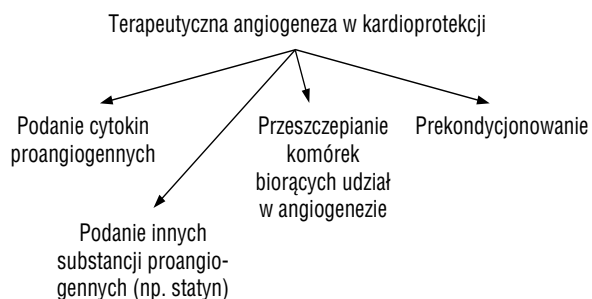 Terapeutyczna angiogeneza w kardioprotekcji
Podanie cytokin
proangiogennych
Podanie innych
substancji proangio-
gennych (np. statyn)
Przeszczepianie
komórek
biorących udział
w angiogenezie
Prekondycjonowanie